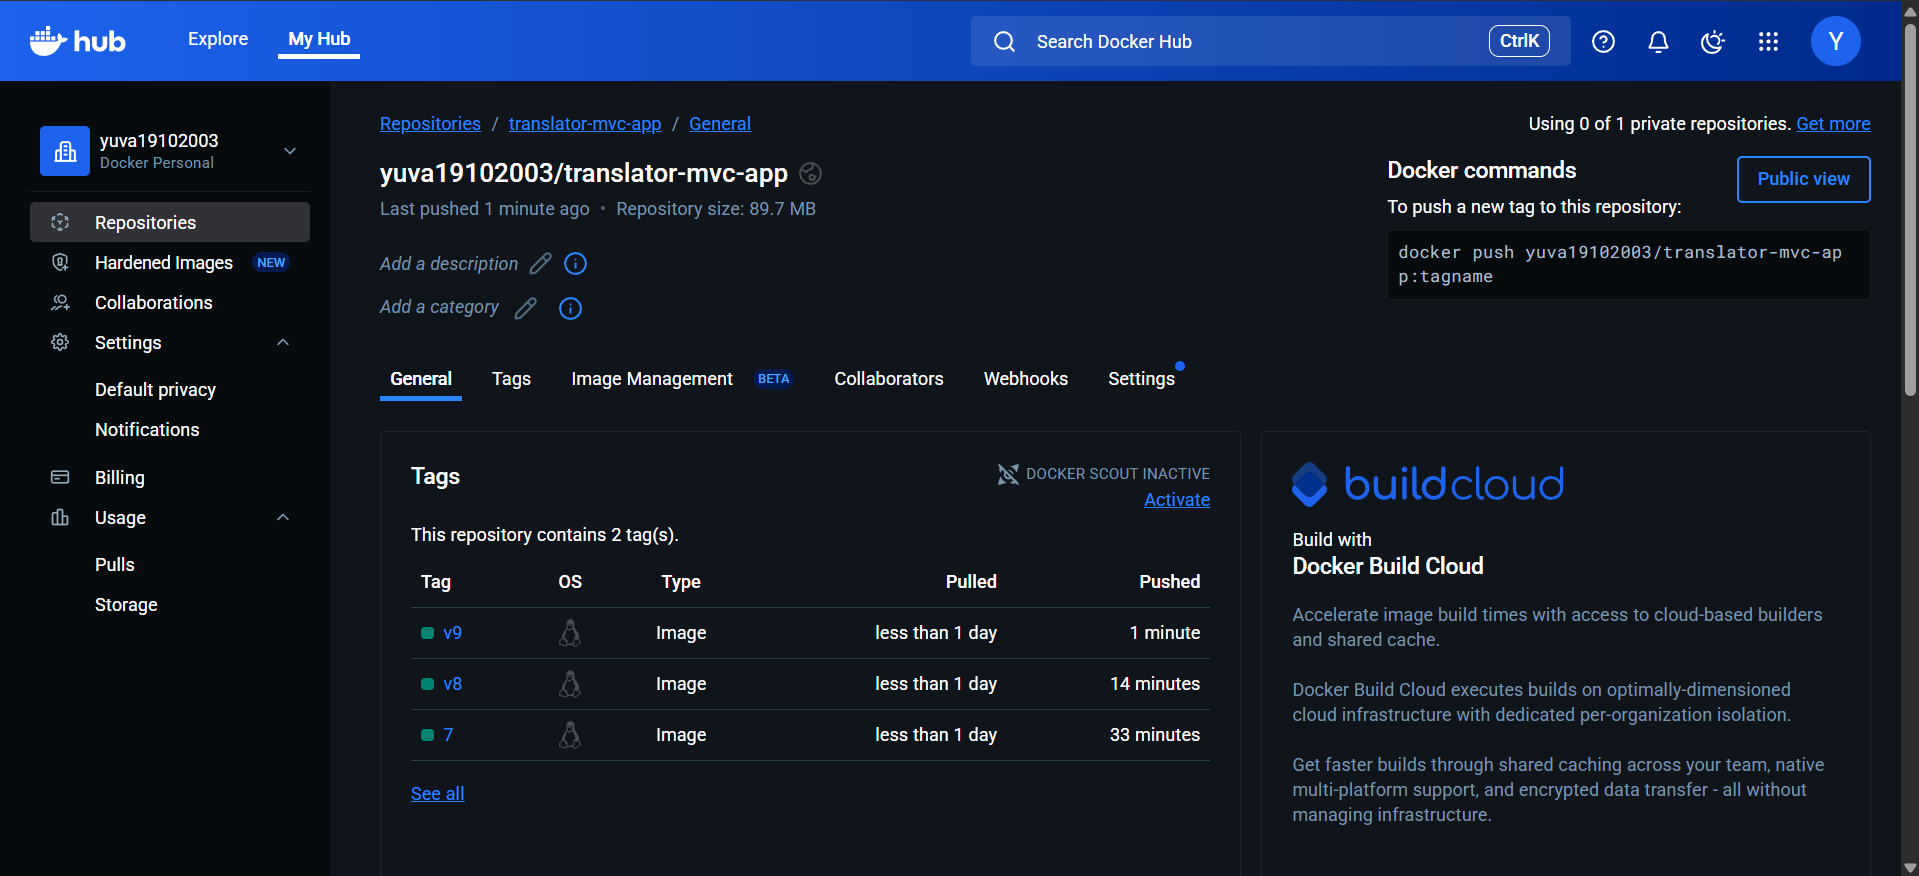 hub
Explore
My Hub
Search Docker Hub
CtrlK
Y
yuva19102003
Docker Personal
Repositories
Hardened Images NEW
Collaborations
Settings
Default privacy
Notifications
Billing
Usage
Pulls
Storage
Repositories / translator-mvc-app / General
Using 0 of 1 private repositories. Get more
yuva19102003/translator-mvc-app
Last pushed 1 minute ago • Repository size: 89.7 MB
Add a description
Add a category
Docker commands
Public view
To push a new tag to this repository:
docker push yuva19102003/translator-mvc-ap
p:tagname
General
Tags
Image Management BETA
Collaborators
Webhooks
Settings
Tags
DOCKER SCOUT INACTIVE
Activate
This repository contains 2 tag(s).
Tag OS Type Pulled Pushed
v9 Image less than 1 day 1 minute
v8 Image less than 1 day 14 minutes
7 Image less than 1 day 33 minutes
See all
buildcloud
Build with
Docker Build Cloud
Accelerate image build times with access to cloud-based builders
and shared cache.
Docker Build Cloud executes builds on optimally-dimensioned
cloud infrastructure with dedicated per-organization isolation.
Get faster builds through shared caching across your team, native
multi-platform support, and encrypted data transfer - all without
managing infrastructure.